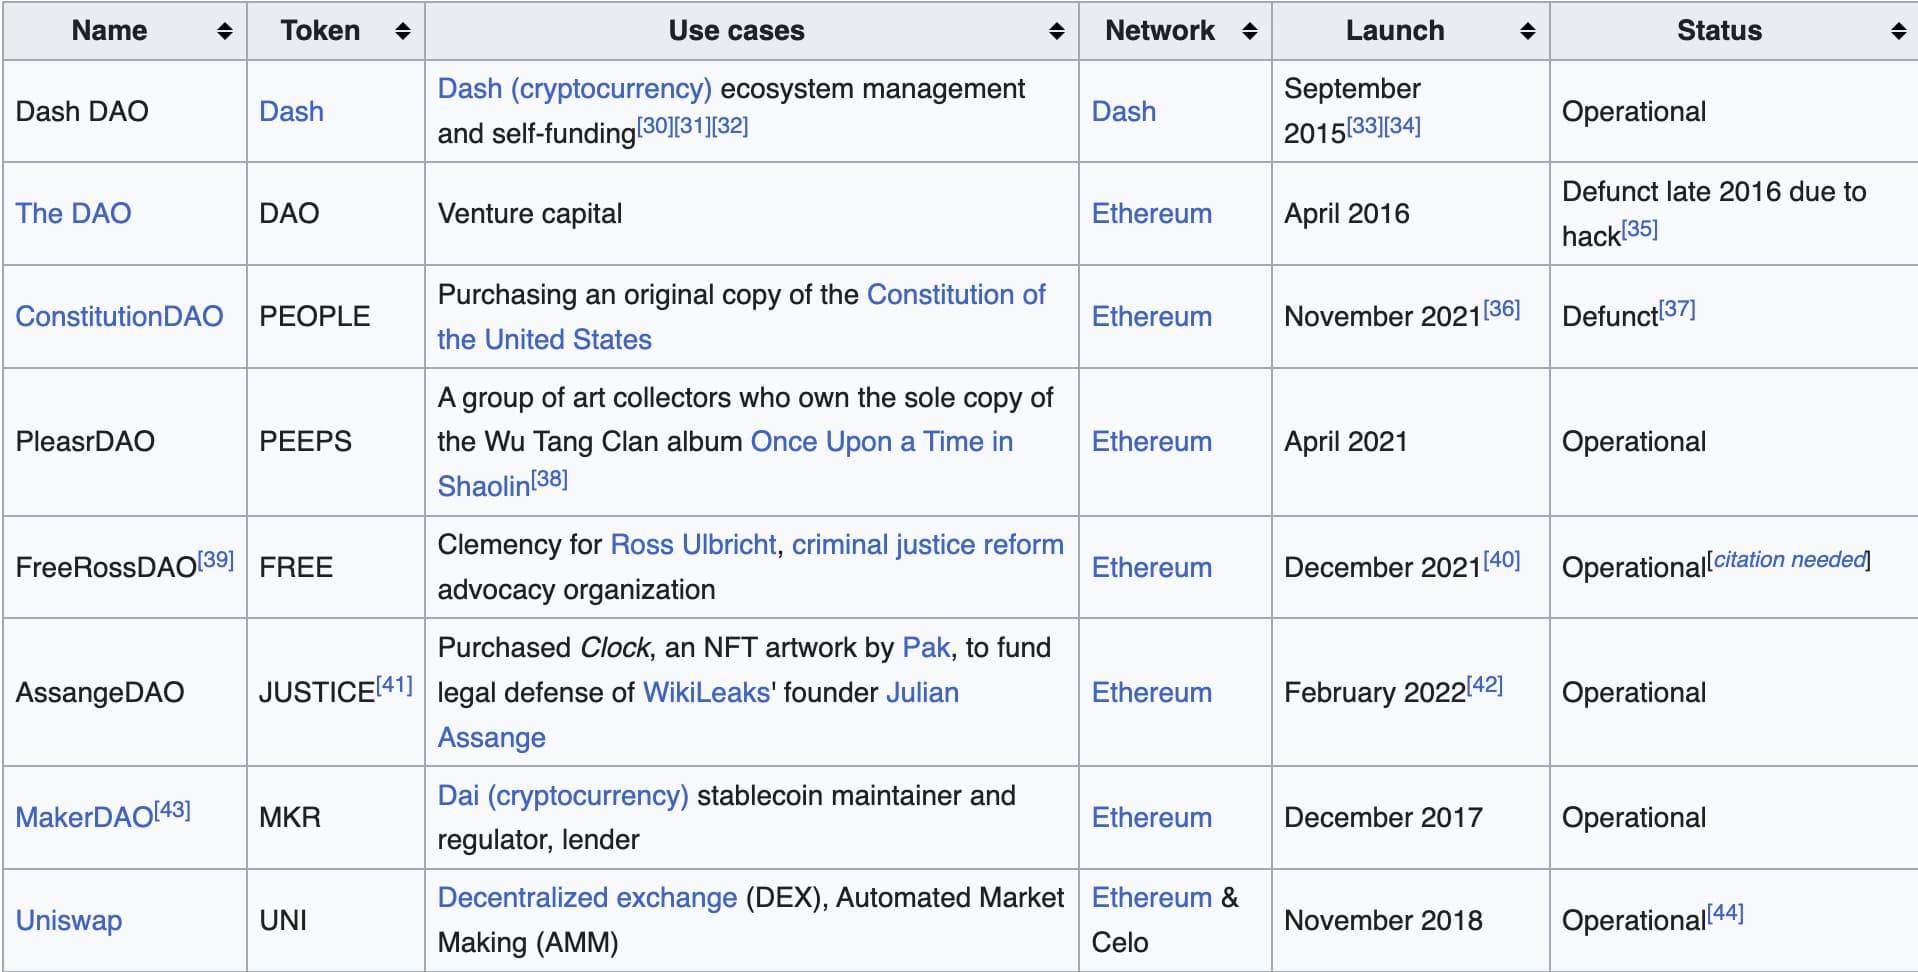 Name Token Use cases Network Launch Status
Dash DAO Dash Dash (cryptocurrency) ecosystem management and self-funding[30][31][32] Dash September 2015[33][34] Operational
The DAO DAO Venture capital Ethereum April 2016 Defunct late 2016 due to hack[35]
ConstitutionDAO PEOPLE Purchasing an original copy of the Constitution of the United States Ethereum November 2021[36] Defunct[37]
PleasrDAO PEEPS A group of art collectors who own the sole copy of the Wu Tang Clan album Once Upon a Time in Shaolin[38] Ethereum April 2021 Operational
FreeRossDAO[39] FREE Clemency for Ross Ulbricht, criminal justice reform advocacy organization Ethereum December 2021[40] Operational[citation needed]
AssangeDAO JUSTICE[41] Purchased Clock, an NFT artwork by Pak, to fund legal defense of WikiLeaks' founder Julian Assange Ethereum February 2022[42] Operational
MakerDAO[43] MKR Dai (cryptocurrency) stablecoin maintainer and regulator, lender Ethereum December 2017 Operational
Uniswap UNI Decentralized exchange (DEX), Automated Market Making (AMM) Ethereum & Celo November 2018 Operational[44]